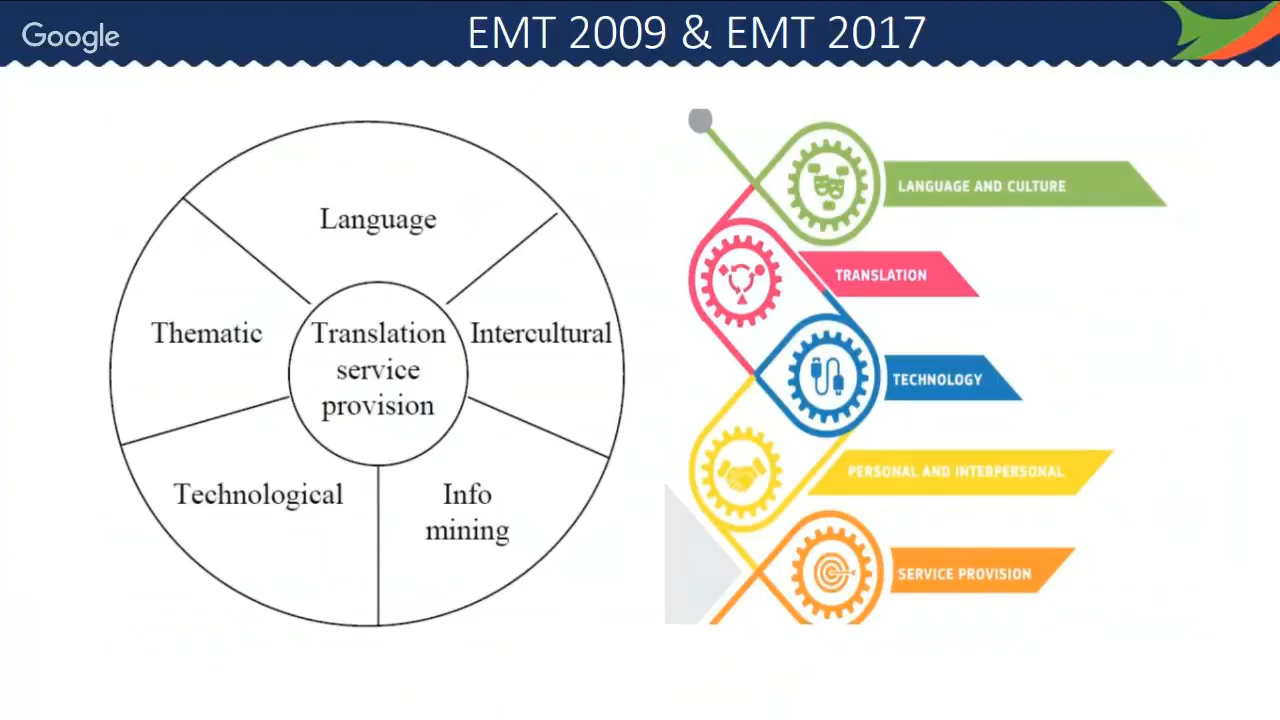 Google
EMT 2009 & EMT 2017
Language
Thematic
Translation
service
provision
Intercultural
Technological
Info
mining
LANGUAGE AND CULTURE
TRANSLATION
TECHNOLOGY
PERSONAL AND INTERPERSONAL
SERVICE PROVISION